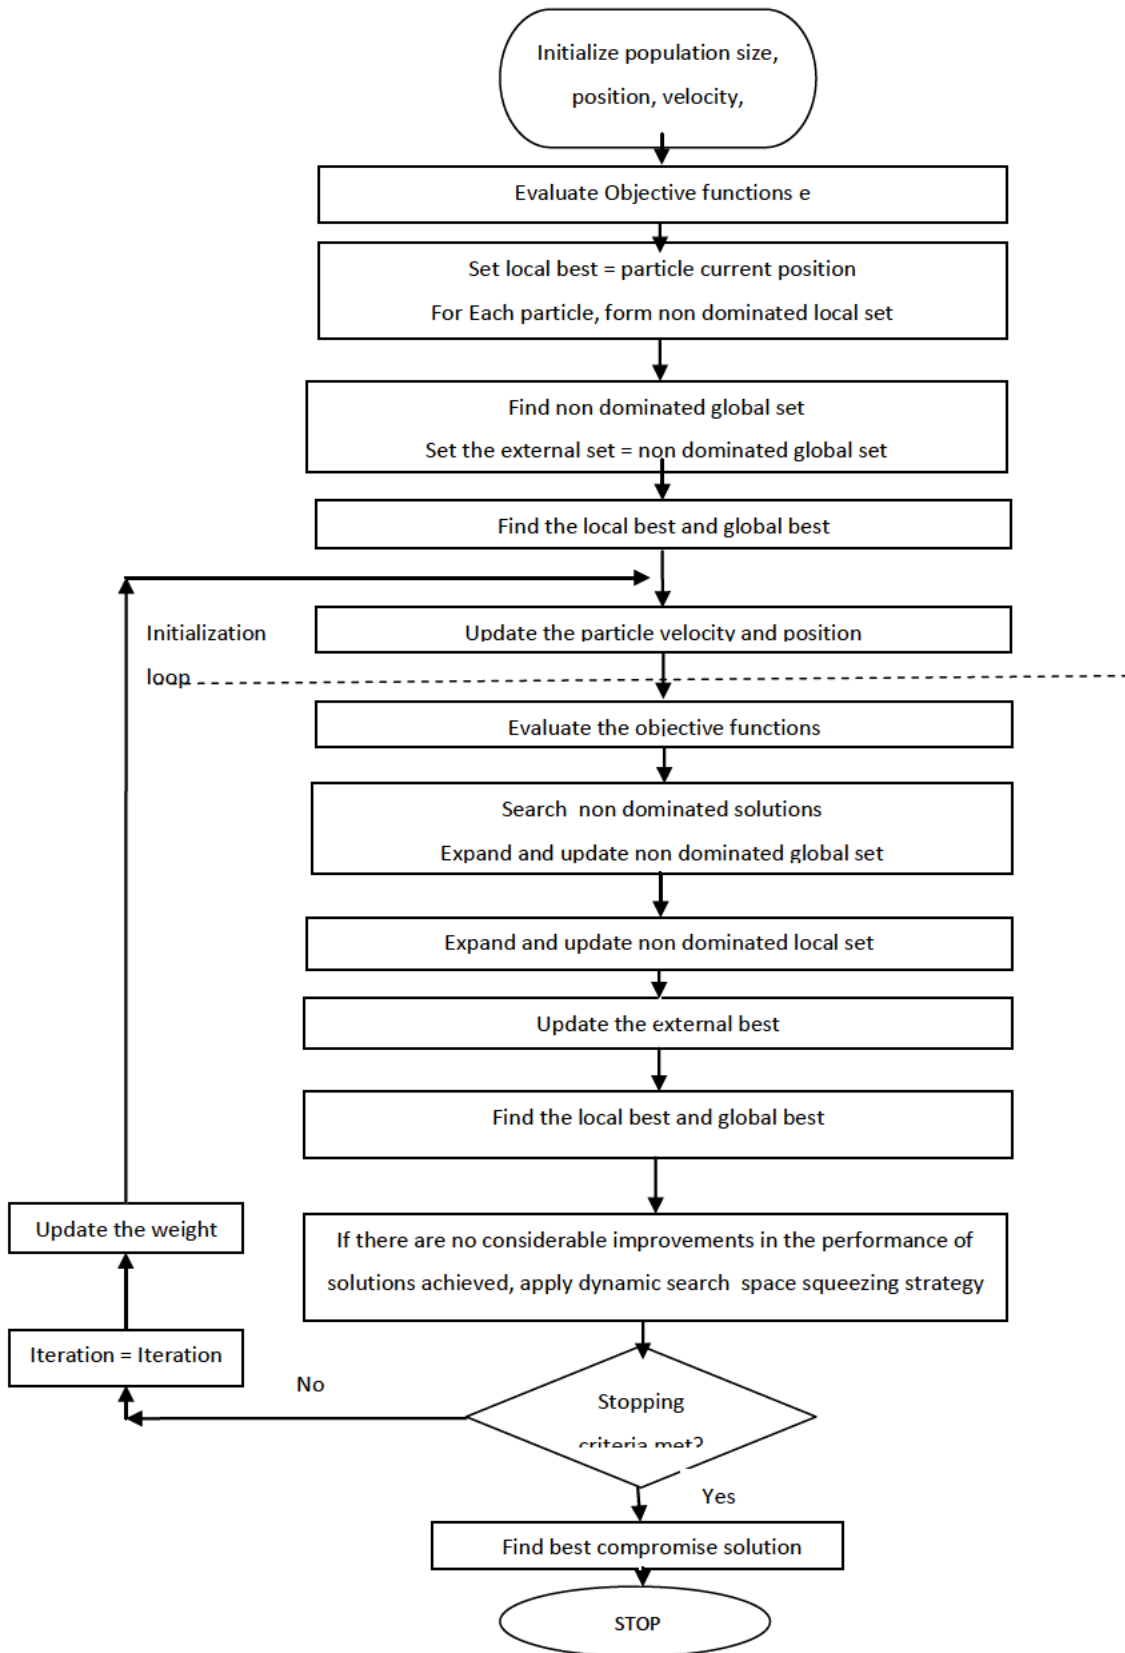 Initialize population size,
position, velocity,
Evaluate Objective functions e
Set local best = particle current position
For Each particle, form non dominated local set
Find non dominated global set
Set the external set = non dominated global set
Find the local best and global best
Initialization
loop
Update the particle velocity and position
Evaluate the objective functions
Search non dominated solutions
Expand and update non dominated global set
Expand and update non dominated local set
Update the external best
Find the local best and global best
Update the weight
If there are no considerable improvements in the performance of
solutions achieved, apply dynamic search space squeezing strategy
Iteration = Iteration
No
Stopping
criteria met?
Yes
Find best compromise solution
STOP